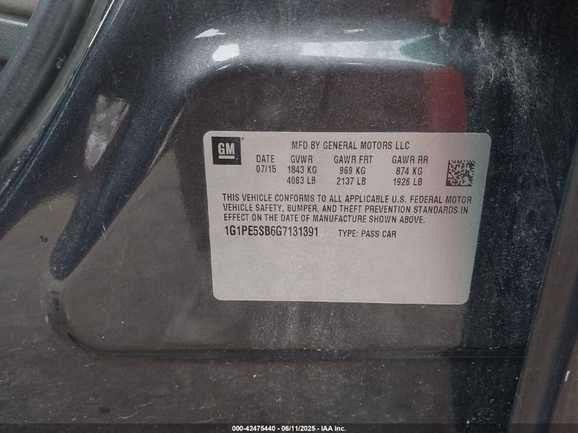 GM
MFD BY GENERAL MOTORS LLC
DATE GVWR GAWR FRT GAWR RR
07/15 1843 KG 969 KG 874 KG
4063 LB 2137 LB 1926 LB
THIS VEHICLE CONFORMS TO ALL APPLICABLE U.S. FEDERAL MOTOR
VEHICLE SAFETY, BUMPER, AND THEFT PREVENTION STANDARDS IN
EFFECT ON THE DATE OF MANUFACTURE SHOWN ABOVE.
1G1PE5SB6G7131391 TYPE: PASS CAR
000-42475440 - 06/11/2025 - IAA Inc.